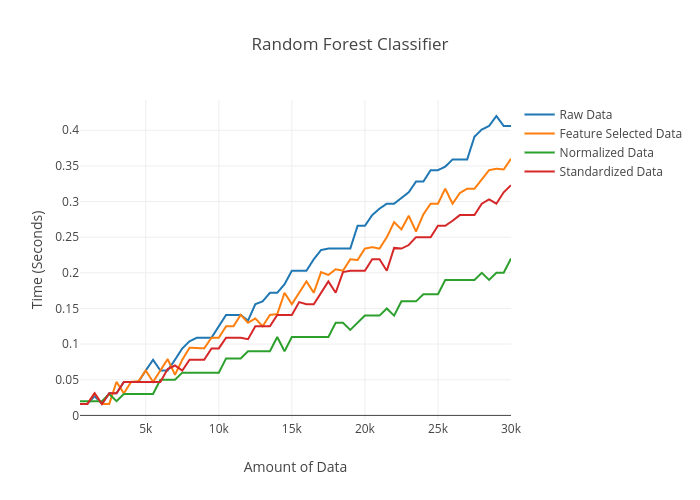 Random Forest Classifier
Raw Data
Feature Selected Data
Normalized Data
Standardized Data
Time (Seconds)
0.4
0.35
0.3
0.25
0.2
0.15
0.1
0.05
0
5k 10k 15k 20k 25k 30k
Amount of Data